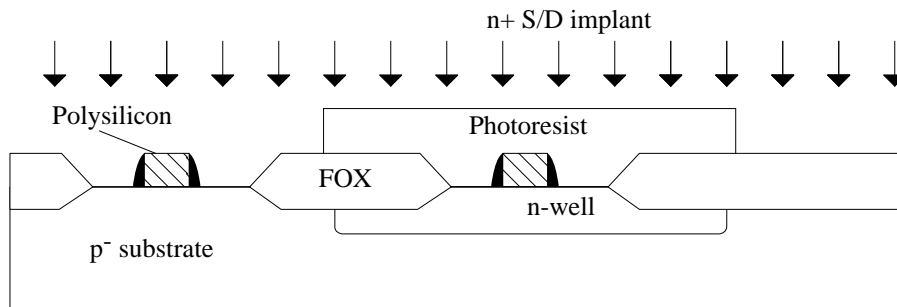 n+ S/D implant
Polysilicon
Photoresist
FOX
n-well
p- substrate